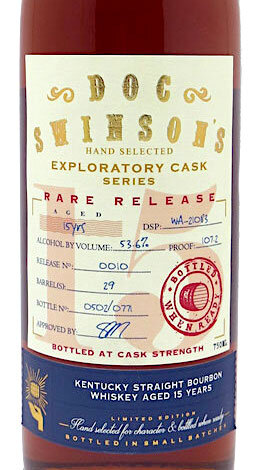 DOC
SWINSON'S
HAND SELECTED
EXPLORATORY CASK
SERIES
RARE RELEASE
15
AGED 15yrs DSP: WA-21083
ALCOHOL BY VOLUME: 53.6% PROOF: 107.2
RELEASE NO: 0010
BARREL(S): 29
BOTTLE NO: 0502/0771
APPROVED BY:
BOTTLED
WHEN READY
BOTTLED AT CASK STRENGTH 750ML
KENTUCKY STRAIGHT BOURBON
WHISKEY AGED 15 YEARS
LIMITED EDITION
Hand selected for character & bottled when ready
BOTTLED IN SMALL BATCHES